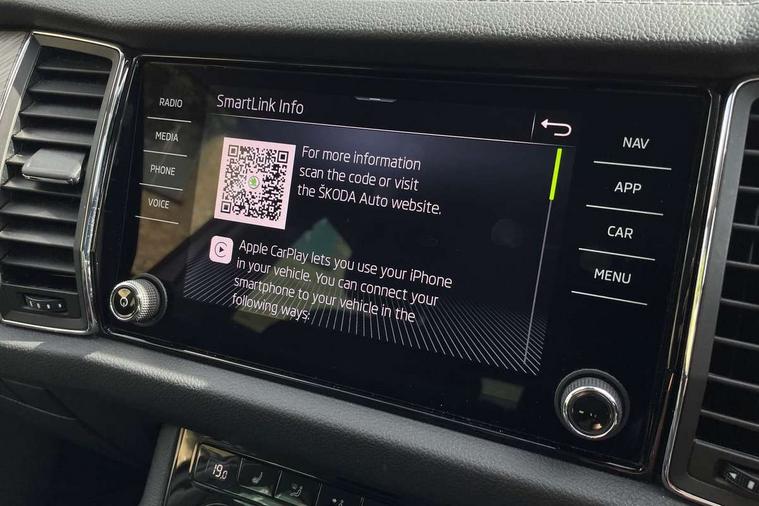 SmartLink Info
RADIO
MEDIA
PHONE
VOICE
For more information
scan the code or visit
the ŠKODA Auto website.
Apple CarPlay lets you use your iPhone
in your vehicle. You can connect your
smartphone to your vehicle in the
following ways:
NAV
APP
CAR
MENU
19.0